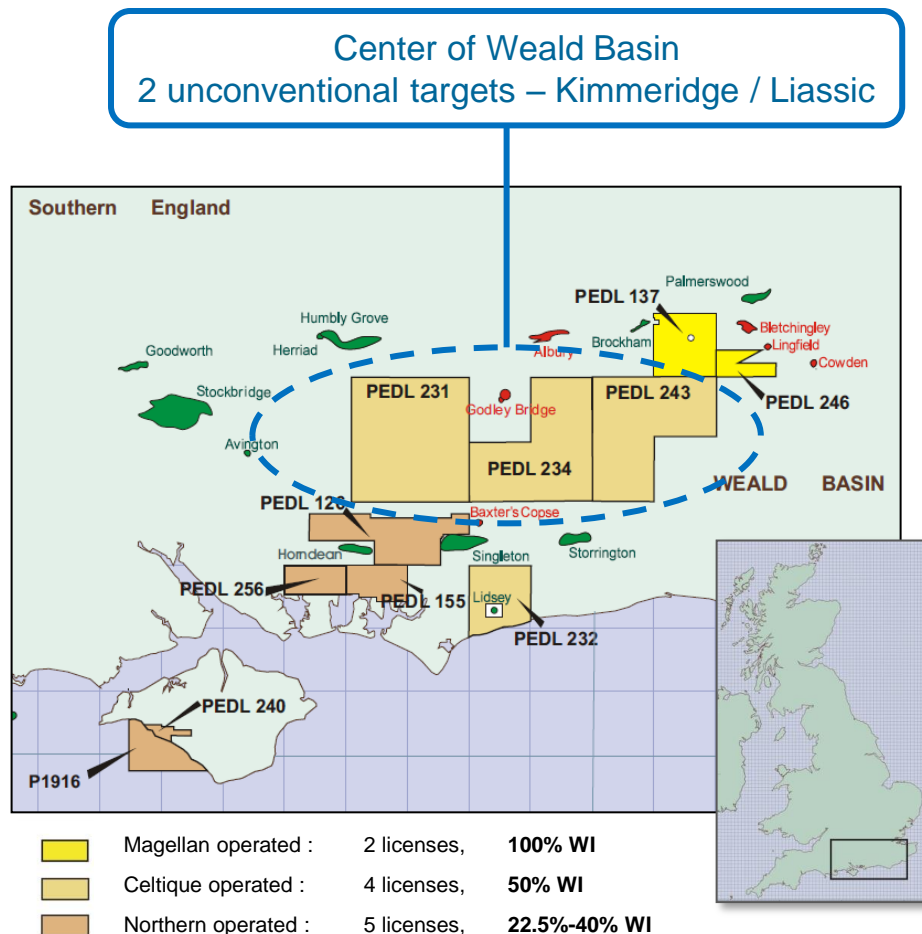 Center of Weald Basin
2 unconventional targets – Kimmeridge / Liassic
Southern England
Palmerswood
PEDL 137
Humbly Grove
Bletchingley
Brockham
Lingfield
Herriad
Albury
Goodworth
Cowden
PEDL 231
PEDL 243
Stockbridge
Godley Bridge
PEDL 246
Avington
PEDL 234
WEALD BASIN
PEDL 126
Baxter's Copse
Horndean
Singleton
Storrington
PEDL 256
PEDL 155
Lidsey
PEDL 232
PEDL 240
P1916
Magellan operated : 2 licenses, 100% WI
Celtique operated : 4 licenses, 50% WI
Northern operated : 5 licenses, 22.5%-40% WI